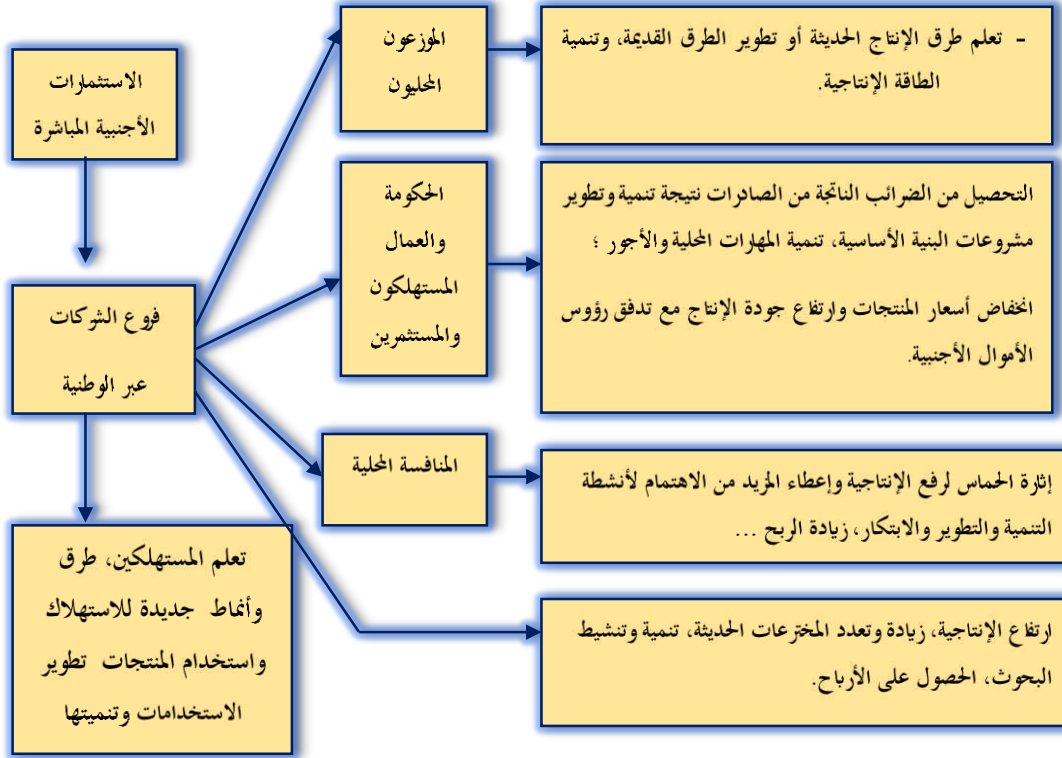 الاستثمارات
الأجنبية المباشرة
فروع الشركات
عبر الوطنية
تعلم المستهلكين، طرق
وأنماط جديدة للاستهلاك
واستخدام المنتجات تطوير
الاستخدامات وتنميتها
الموزعون
المحليون
- تعلم طرق الإنتاج الحديثة أو تطوير الطرق القديمة، وتنمية
الطاقة الإنتاجية.
الحكومة
والعمال
المستهلكون
والمستثمرين
التحصيل من الضرائب الناتجة من الصادرات نتيجة تنمية وتطوير
مشروعات البنية الأساسية، تنمية المهارات المحلية والأجور ؛
انخفاض أسعار المنتجات وارتفاع جودة الإنتاج مع تدفق رؤوس
الأموال الأجنبية.
المنافسة المحلية
إثارة الحماس لرفع الإنتاجية وإعطاء المزيد من الاهتمام لأنشطة
التنمية والتطوير والابتكار، زيادة الربح ...
ارتفاع الإنتاجية، زيادة وتعدد المخترعات الحديثة، تنمية وتنشيط
البحوث، الحصول على الأرباح.